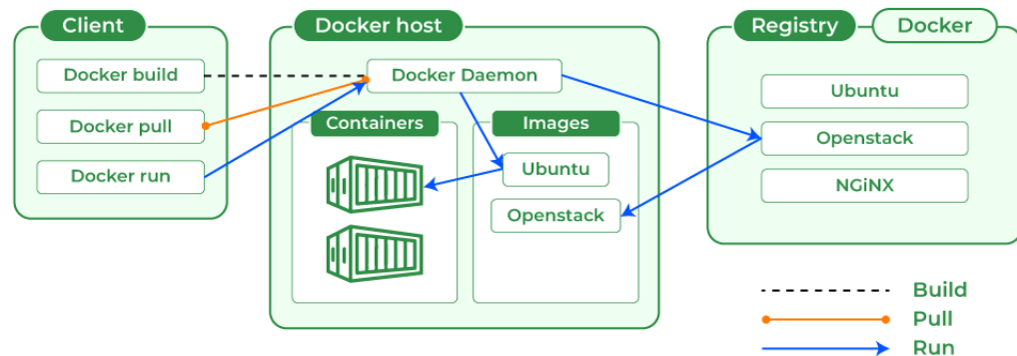 Client
Docker build
Docker pull
Docker run
Docker host
Docker Daemon
Containers
Images
Ubuntu
Openstack
Registry
Docker
Ubuntu
Openstack
NGiNX
Build
Pull
Run